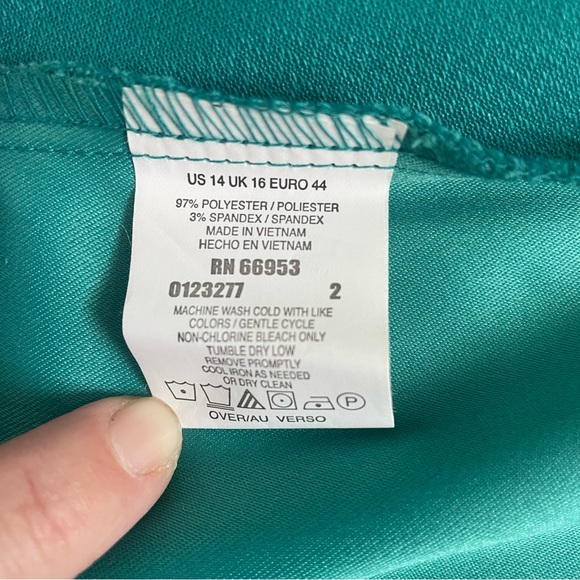 US 14 UK 16 EURO 44
97% POLYESTER / POLIESTER
3% SPANDEX / SPANDEX
MADE IN VIETNAM
HECHO EN VIETNAM
RN 66953
0123277 2
MACHINE WASH COLD WITH LIKE
COLORS / GENTLE CYCLE
NON-CHLORINE BLEACH ONLY
TUMBLE DRY LOW
REMOVE PROMPTLY
COOL IRON AS NEEDED
OR DRY CLEAN
P
OVER/AU VERSO